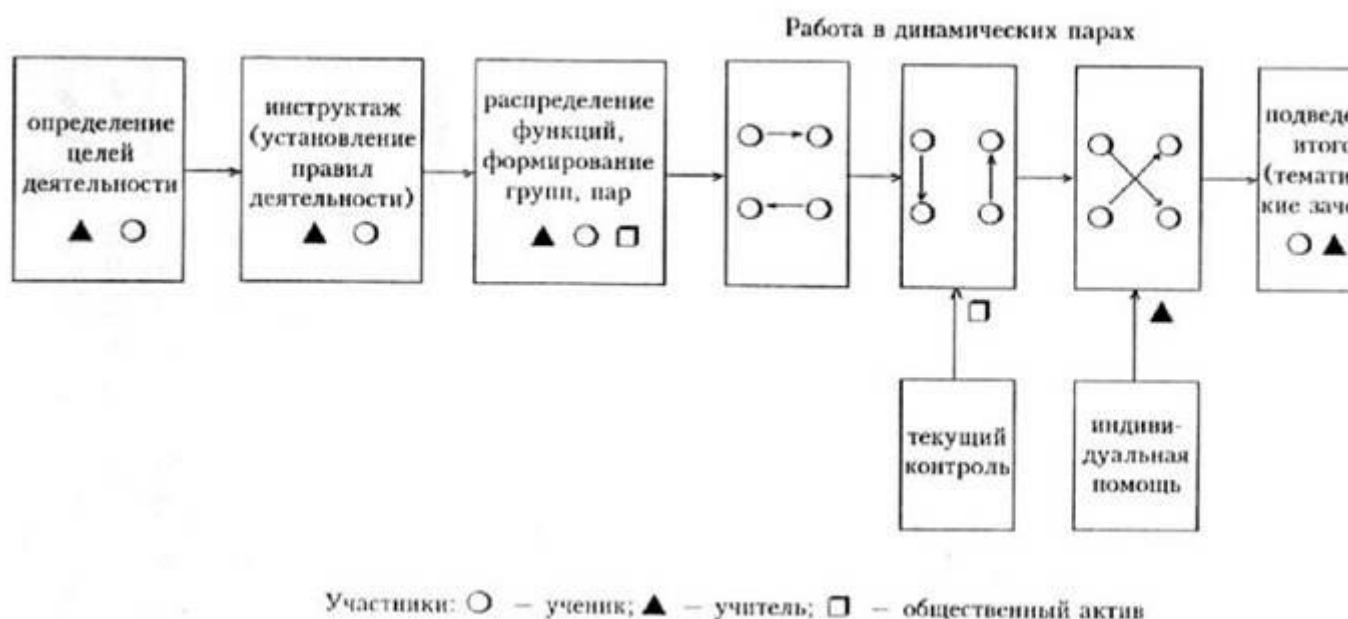 Работа в динамических парах
определение
целей
деятельности
инструктаж
(установление
правил
деятельности)
распределение
функций,
формирование
групп, пар
подведе
итого
(темати
кие заче
текущий
контроль
индиви-
дуальная
помощь
Участники: ○ – ученик; ▲ – учитель; ❒ – общественный актив